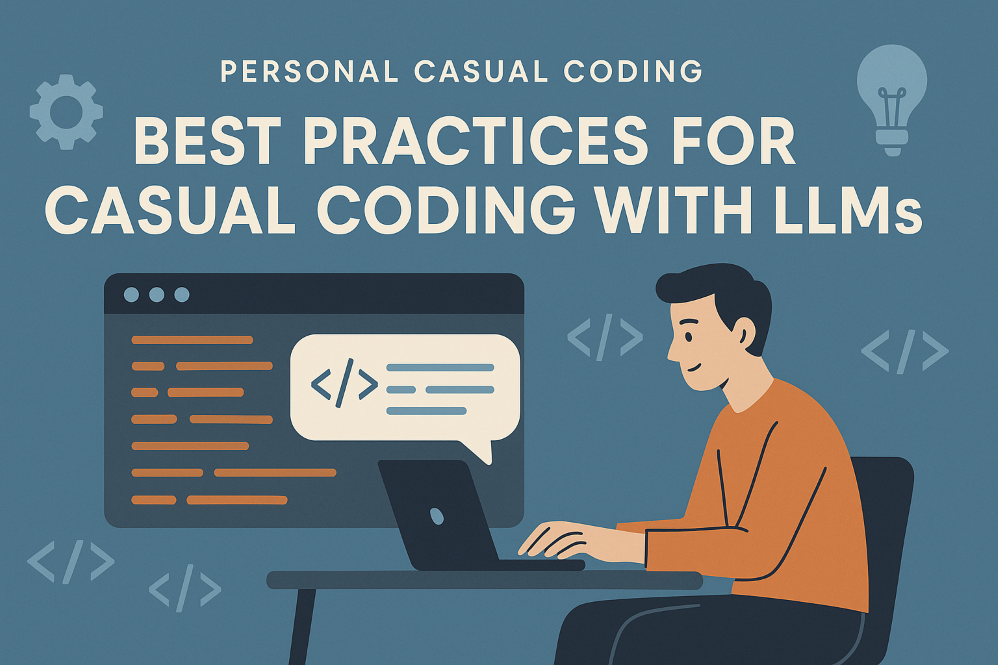 PERSONAL CASUAL CODING
BEST PRACTICES FOR
CASUAL CODING WITH LLMs
</>
</>
</>
</>
</>